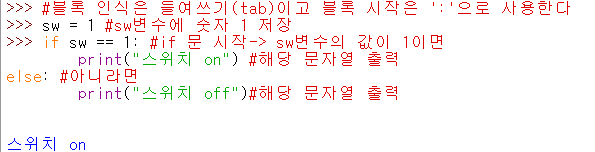 >>> #블록 인식은 들여쓰기(tab)이고 블록 시작은 ':'으로 사용한다
>>> sw = 1 #sw변수에 숫자 1 저장
>>> if sw == 1: #if 문 시작-> sw변수의 값이 1이면
        print("스위치 on") #해당 문자열 출력
else: #아니라면
        print("스위치 off")#해당 문자열 출력
스위치 on